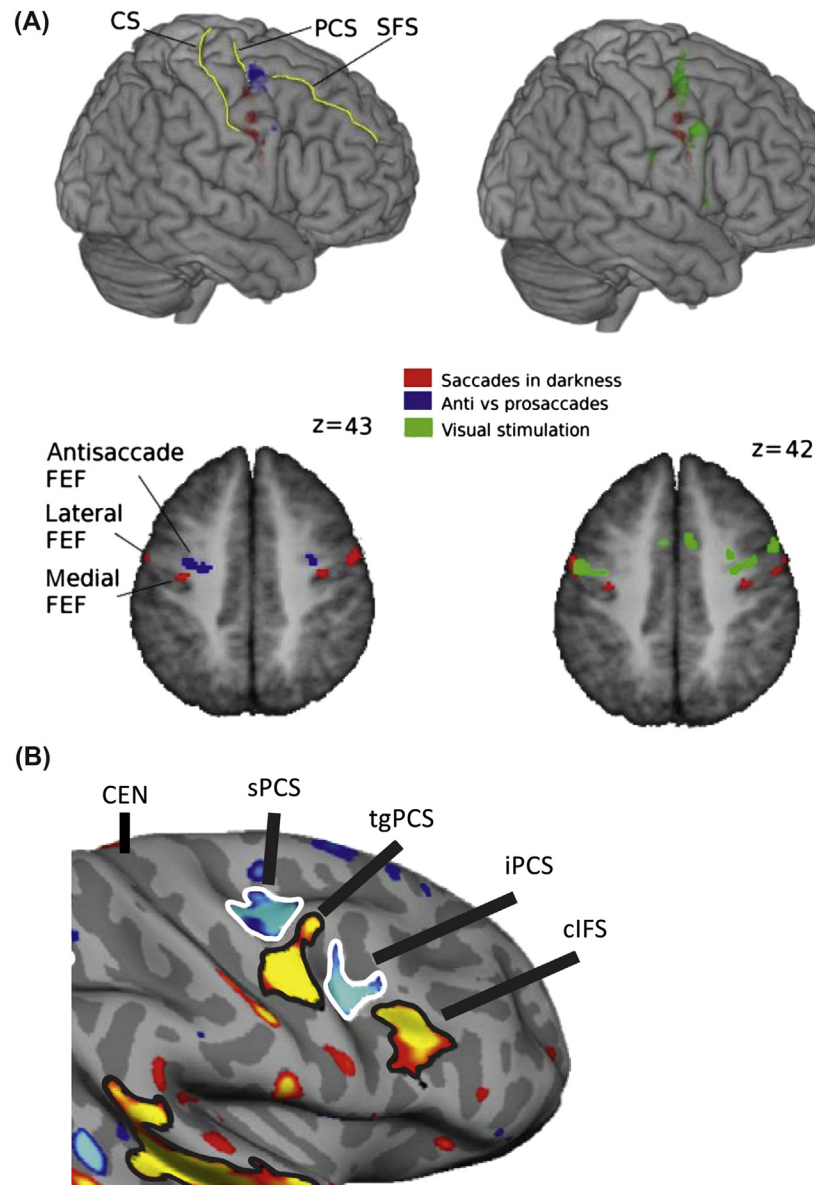 (A)
CS
PCS
SFS
Saccades in darkness
Anti vs prosaccades
Visual stimulation
z=43
z=42
Antisaccade
FEF
Lateral
FEF
Medial
FEF
(B)
CEN
sPCS
tgPCS
iPCS
cIFS